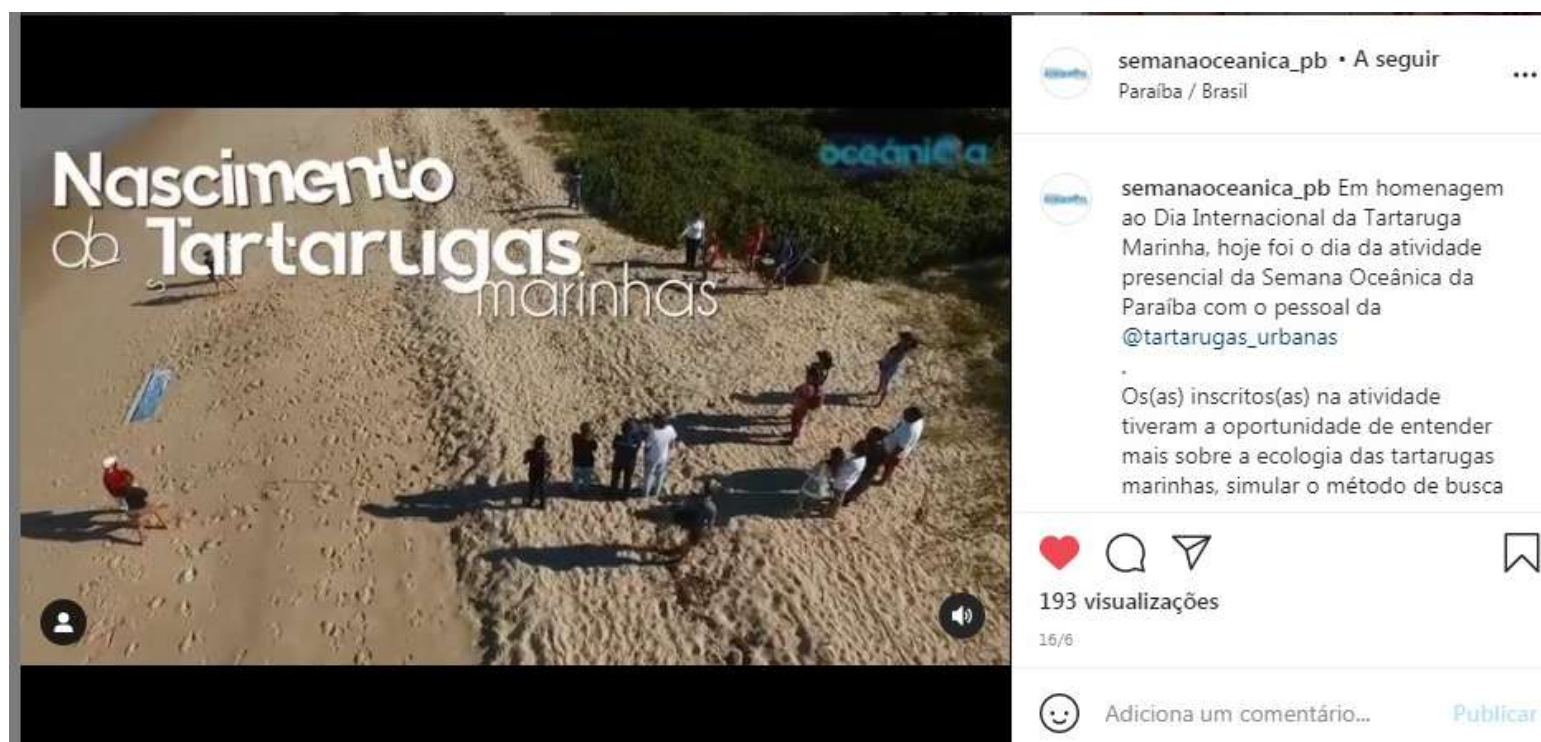 Nascimento
das Tartarugas
marinhas
oceânica
semanaoceanica_pb • A seguir
Paraíba / Brasil
semanaoceanica_pb Em homenagem
ao Dia Internacional da Tartaruga
Marinha, hoje foi o dia da atividade
presencial da Semana Oceânica da
Paraíba com o pessoal da
@tartarugas_urbanas
.
Os(as) inscritos(as) na atividade
tiveram a oportunidade de entender
mais sobre a ecologia das tartarugas
marinhas, simular o método de busca
193 visualizações
16/6
Adiciona um comentário...
Publicar